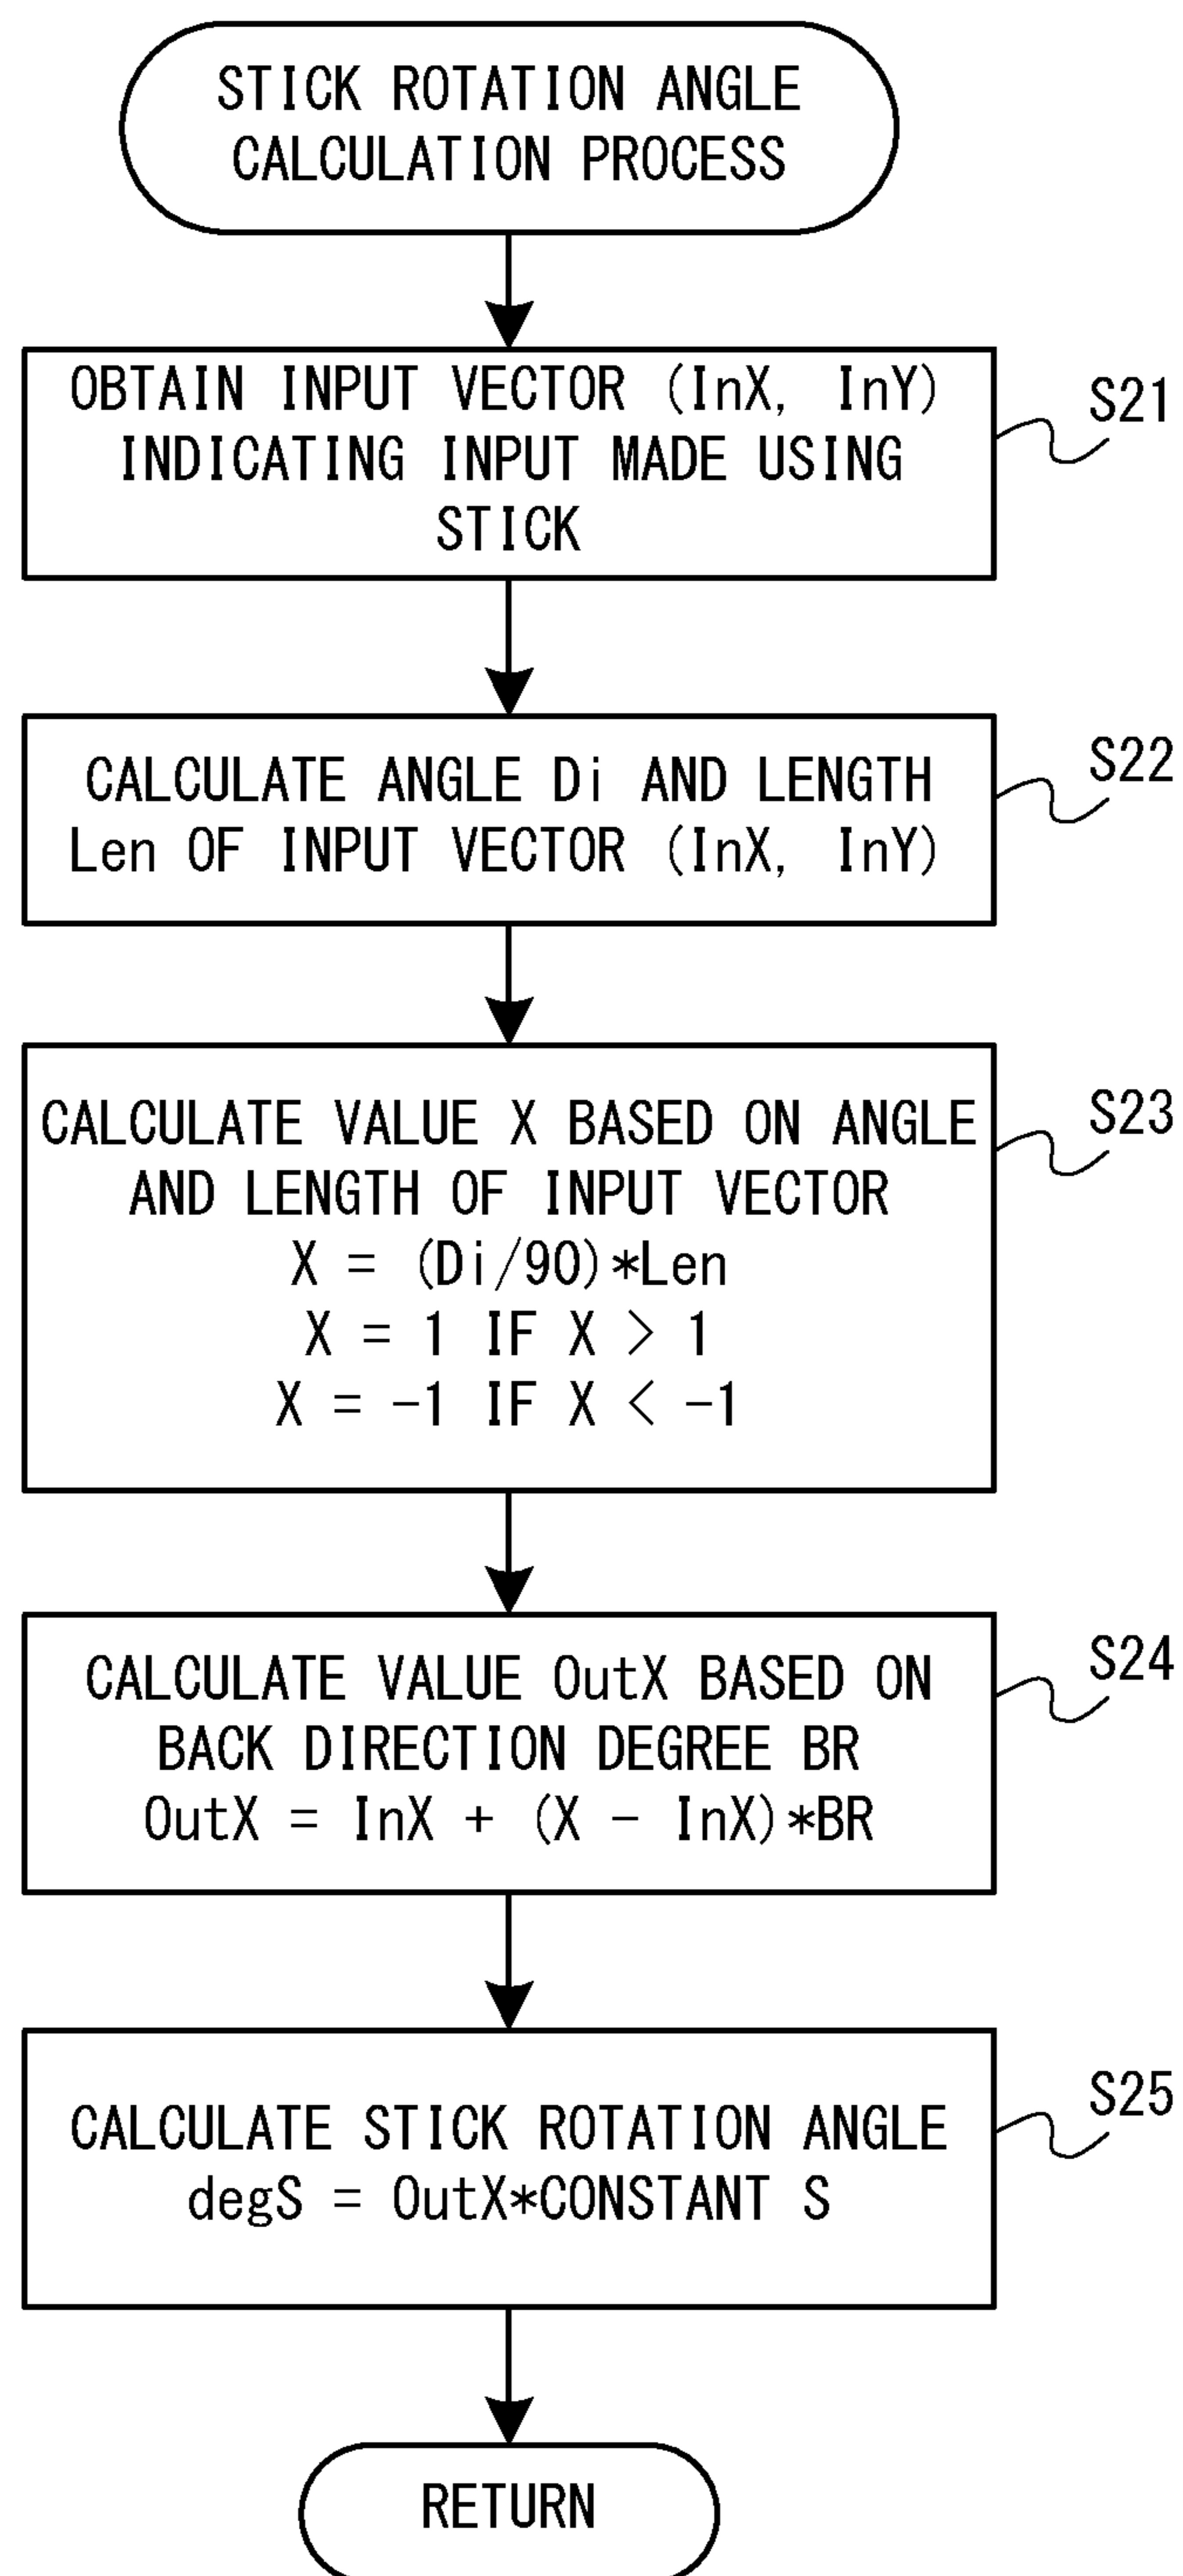 STICK ROTATION ANGLE
CALCULATION PROCESS
OBTAIN INPUT VECTOR (InX, InY)
INDICATING INPUT MADE USING
STICK
S21
CALCULATE ANGLE Di AND LENGTH
Len OF INPUT VECTOR (InX, InY)
S22
CALCULATE VALUE X BASED ON ANGLE
AND LENGTH OF INPUT VECTOR
X = (Di/90)*Len
X = 1 IF X > 1
X = -1 IF X < -1
S23
CALCULATE VALUE OutX BASED ON
BACK DIRECTION DEGREE BR
OutX = InX + (X - InX)*BR
S24
CALCULATE STICK ROTATION ANGLE
degS = OutX*CONSTANT S
S25
RETURN